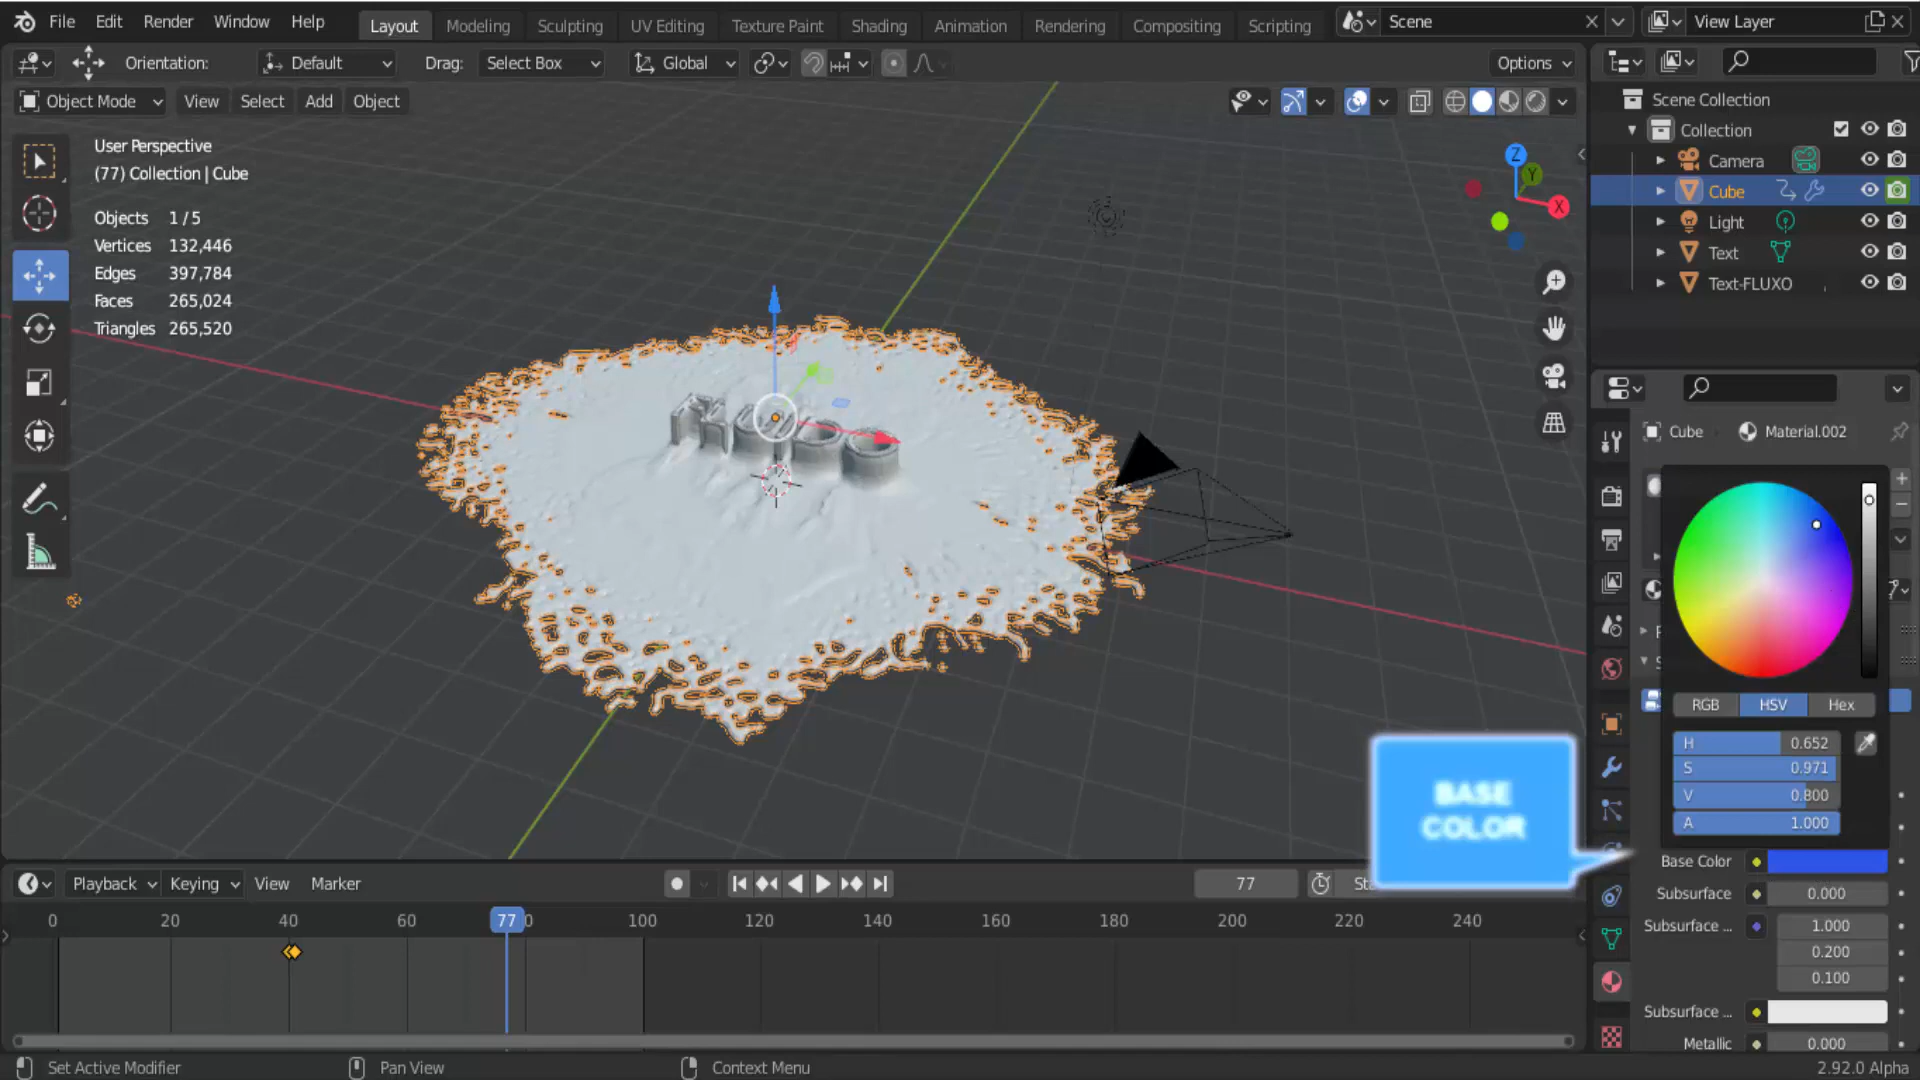 File Edit Render Window Help Layout Modeling Sculpting UV Editing Texture Paint Shading Animation Rendering Compositing Scripting Scene View Layer
Orientation: Default Drag: Select Box Global Options
Object Mode View Select Add Object
User Perspective
(77) Collection | Cube
Objects 1 / 5
Vertices 132,446
Edges 397,784
Faces 265,024
Triangles 265,520
Z
Y
X
Scene Collection
Collection
Camera
Cube
Light
Text
Text-FLUXO
Cube Material.002
RGB HSV Hex
H 0.652
S 0.971
V 0.800
A 1.000
BASE
COLOR
Base Color
Subsurface 0.000
Subsurface ... 1.000
0.200
0.100
Subsurface ...
Metallic 0.000
Playback Keying View Marker 77
0 20 40 60 77 100 120 140 160 180 200 220 240
Set Active Modifier Pan View Context Menu 2.92.0 Alpha